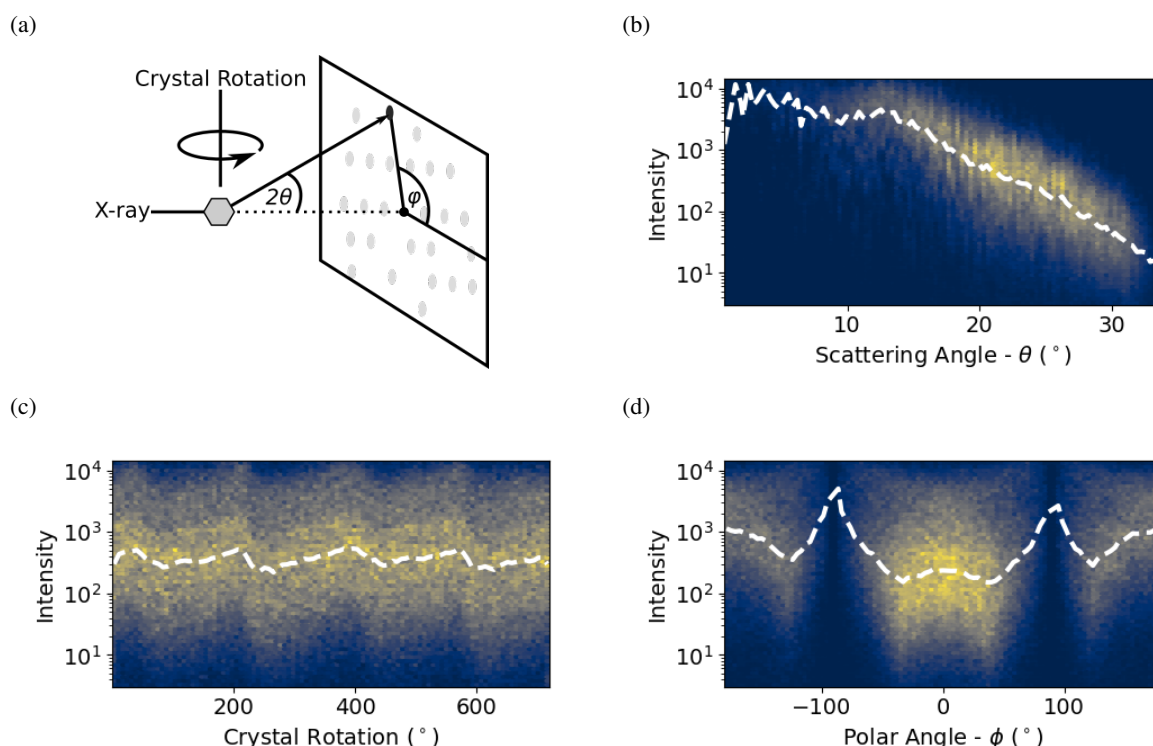 (a)
Crystal Rotation
X-ray
2θ
φ
(b)
10⁴
10³
10²
10¹
Intensity
10 20 30
Scattering Angle - θ (°)
(c)
10⁴
10³
10²
10¹
Intensity
200 400 600
Crystal Rotation (°)
(d)
10⁴
10³
10²
10¹
Intensity
−100 0 100
Polar Angle - ϕ (°)